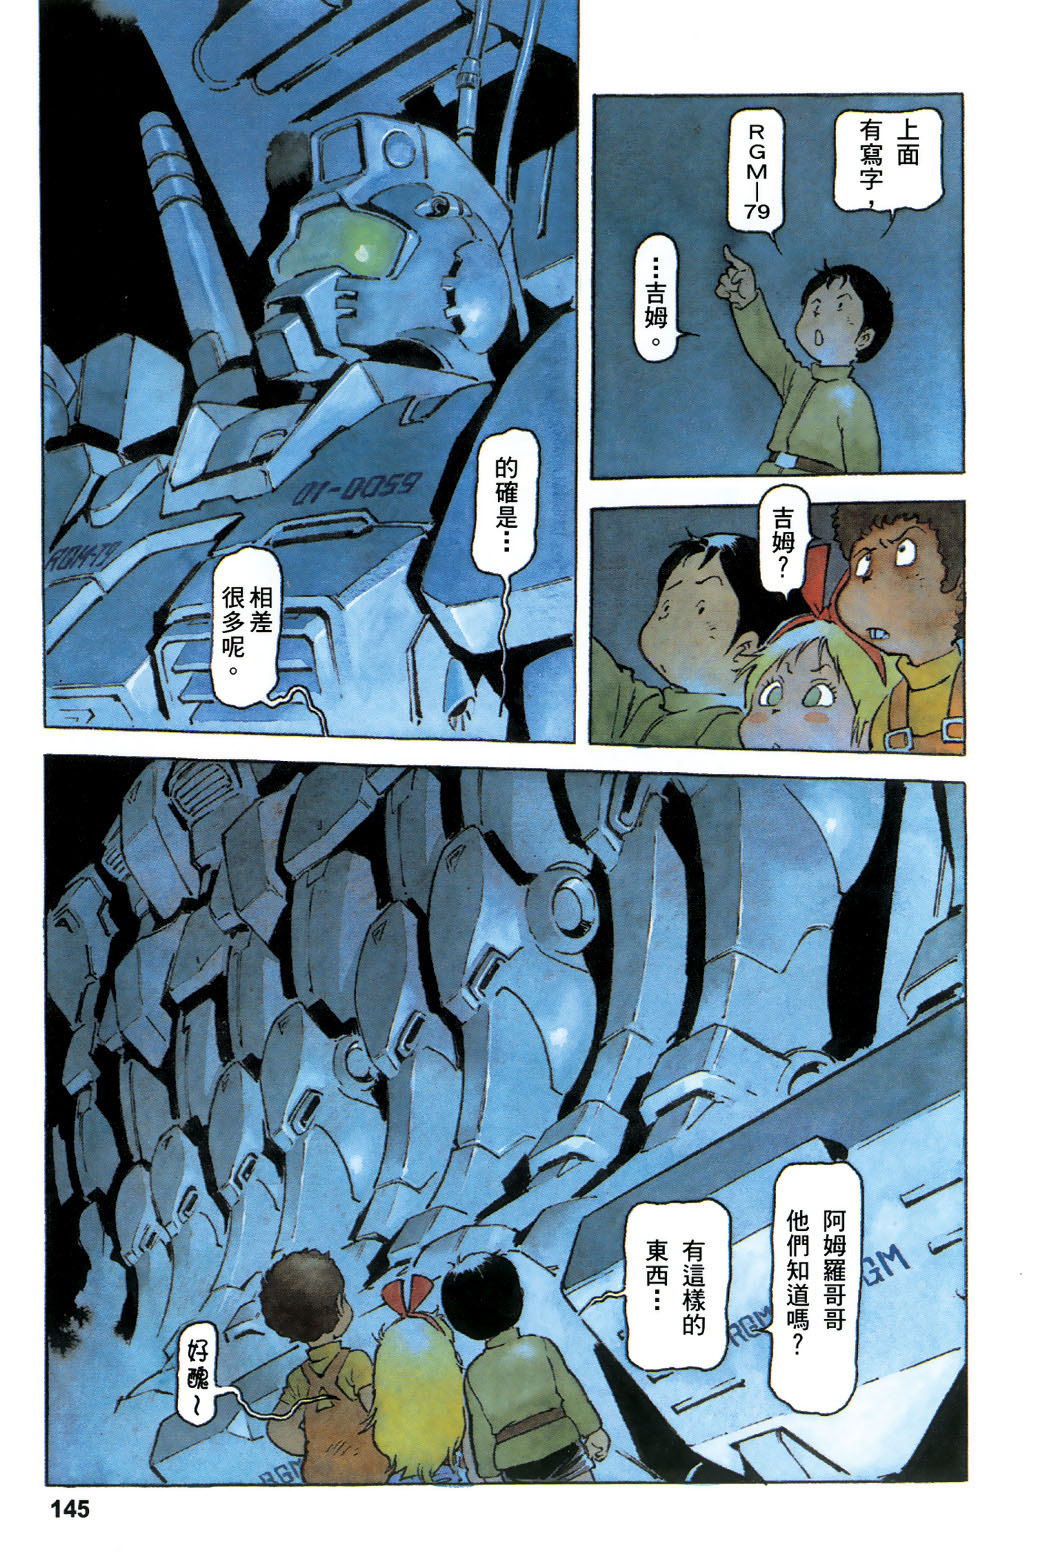 上面
有寫字，
RGM—79
…吉姆。
吉姆？
的確是…
相差
很多呢。
01-0059
RGM-79
阿姆羅哥哥
他們知道嗎？
有這樣的
東西…
好醜～
RGM
RGM
RGM
145